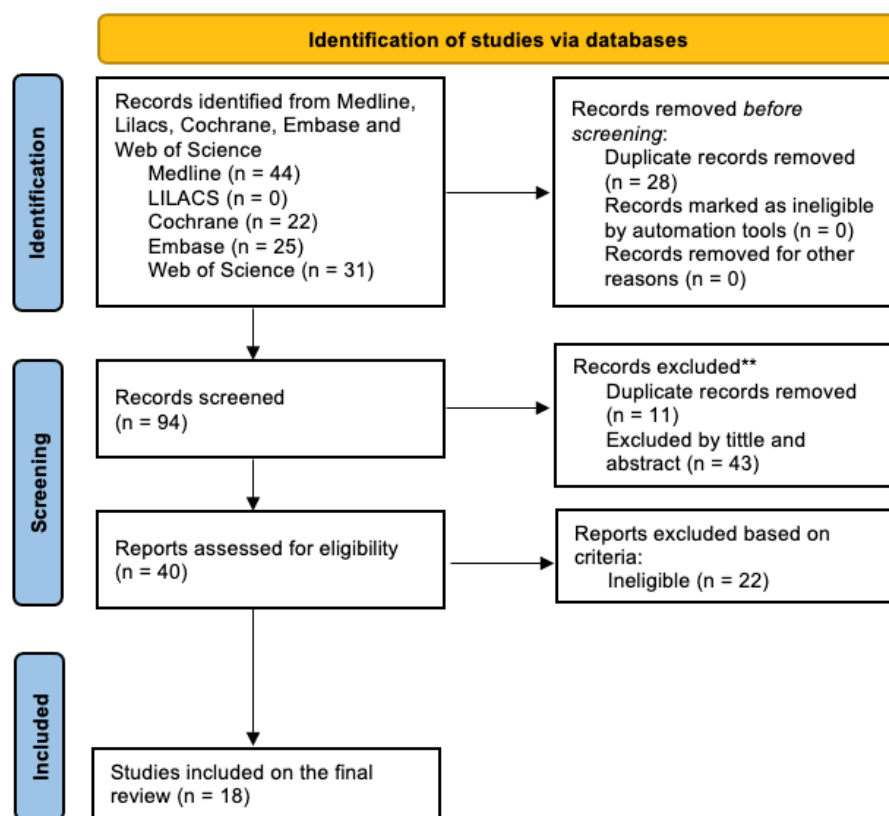 Identification of studies via databases
Identification
Records identified from Medline,
Lilacs, Cochrane, Embase and
Web of Science
Medline (n = 44)
LILACS (n = 0)
Cochrane (n = 22)
Embase (n = 25)
Web of Science (n = 31)
Records removed before
screening:
Duplicate records removed
(n = 28)
Records marked as ineligible
by automation tools (n = 0)
Records removed for other
reasons (n = 0)
Screening
Records screened
(n = 94)
Records excluded**
Duplicate records removed
(n = 11)
Excluded by tittle and
abstract (n = 43)
Reports assessed for eligibility
(n = 40)
Reports excluded based on
criteria:
Ineligible (n = 22)
Included
Studies included on the final
review (n = 18)